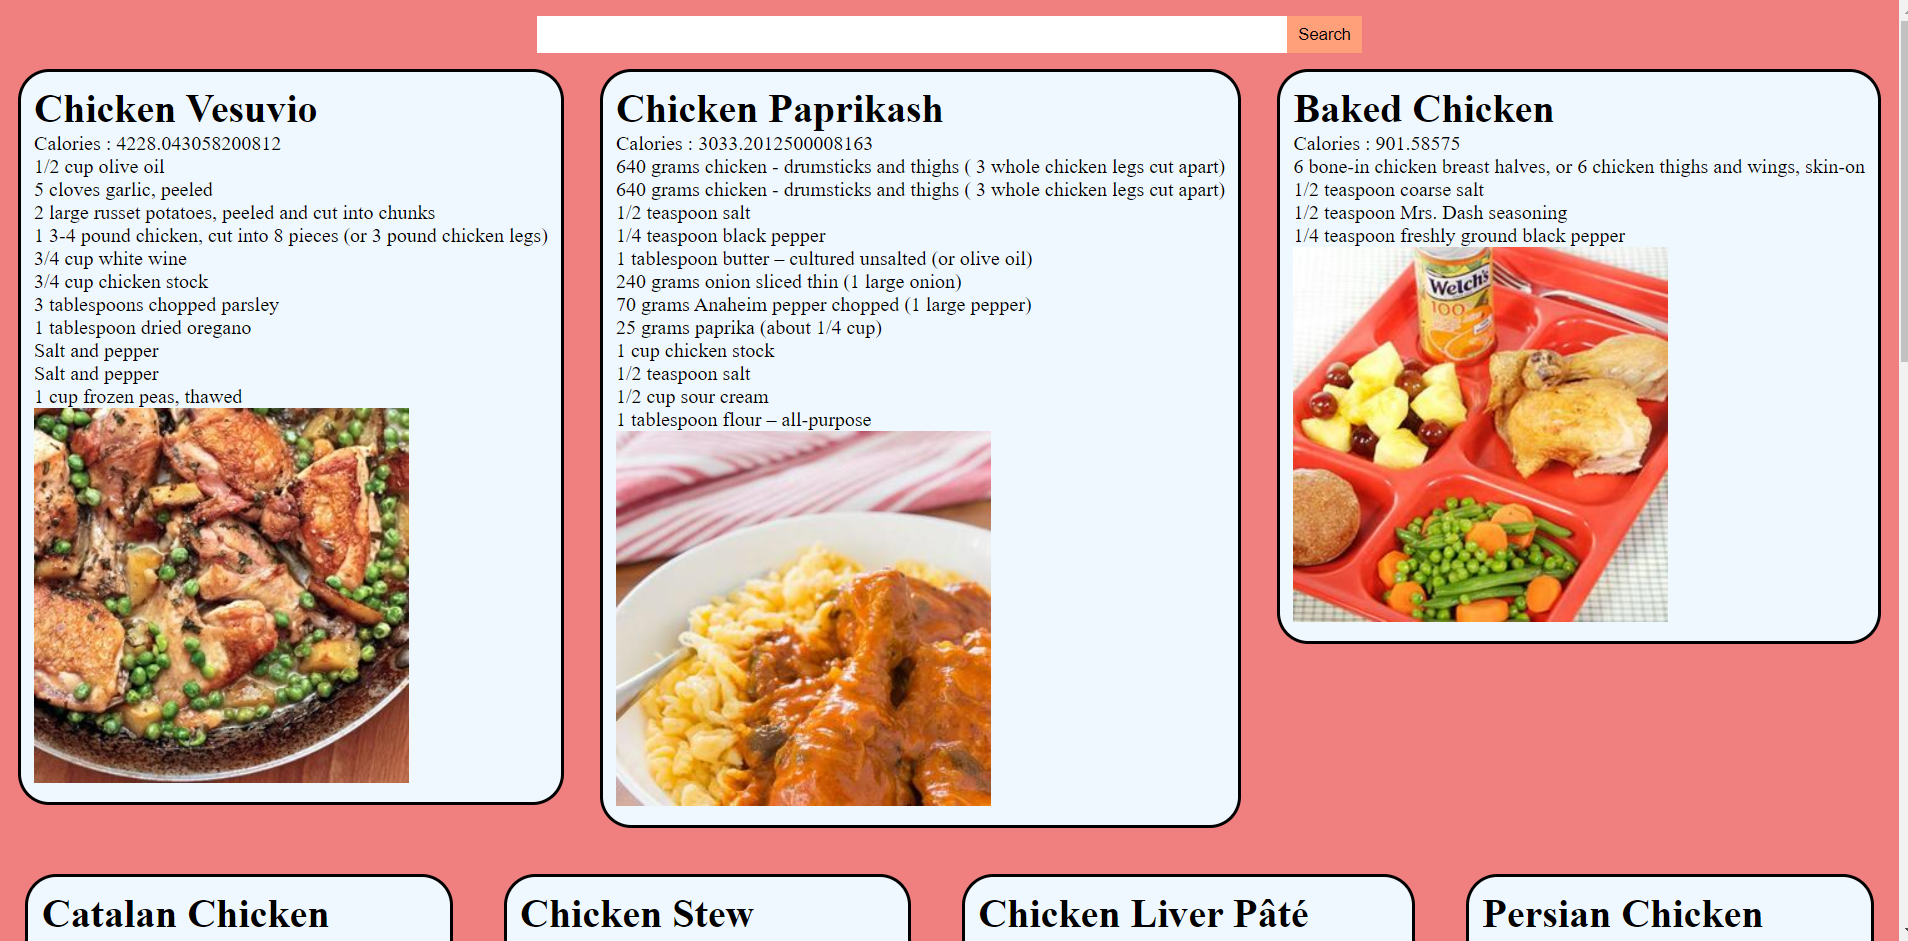 Search
Chicken Vesuvio
Calories : 4228.043058200812
1/2 cup olive oil
5 cloves garlic, peeled
2 large russet potatoes, peeled and cut into chunks
1 3-4 pound chicken, cut into 8 pieces (or 3 pound chicken legs)
3/4 cup white wine
3/4 cup chicken stock
3 tablespoons chopped parsley
1 tablespoon dried oregano
Salt and pepper
Salt and pepper
1 cup frozen peas, thawed
Chicken Paprikash
Calories : 3033.2012500008163
640 grams chicken - drumsticks and thighs ( 3 whole chicken legs cut apart)
640 grams chicken - drumsticks and thighs ( 3 whole chicken legs cut apart)
1/2 teaspoon salt
1/4 teaspoon black pepper
1 tablespoon butter – cultured unsalted (or olive oil)
240 grams onion sliced thin (1 large onion)
70 grams Anaheim pepper chopped (1 large pepper)
25 grams paprika (about 1/4 cup)
1 cup chicken stock
1/2 teaspoon salt
1/2 cup sour cream
1 tablespoon flour – all-purpose
Baked Chicken
Calories : 901.58575
6 bone-in chicken breast halves, or 6 chicken thighs and wings, skin-on
1/2 teaspoon coarse salt
1/2 teaspoon Mrs. Dash seasoning
1/4 teaspoon freshly ground black pepper
Welch's
100
Catalan Chicken
Chicken Stew
Chicken Liver Pâté
Persian Chicken